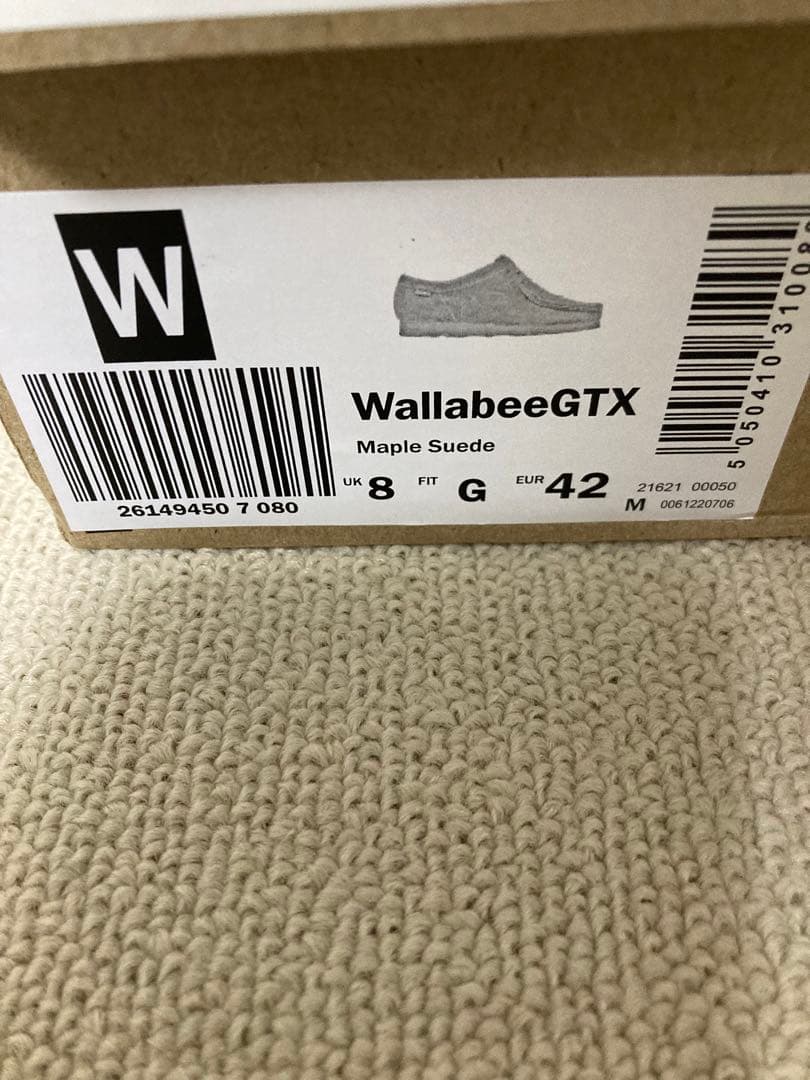 W
26149450 7 080
WallabeeGTX
Maple Suede
UK 8 FIT G EUR 42
21621 00050
M 0061220706
5 050410 31008